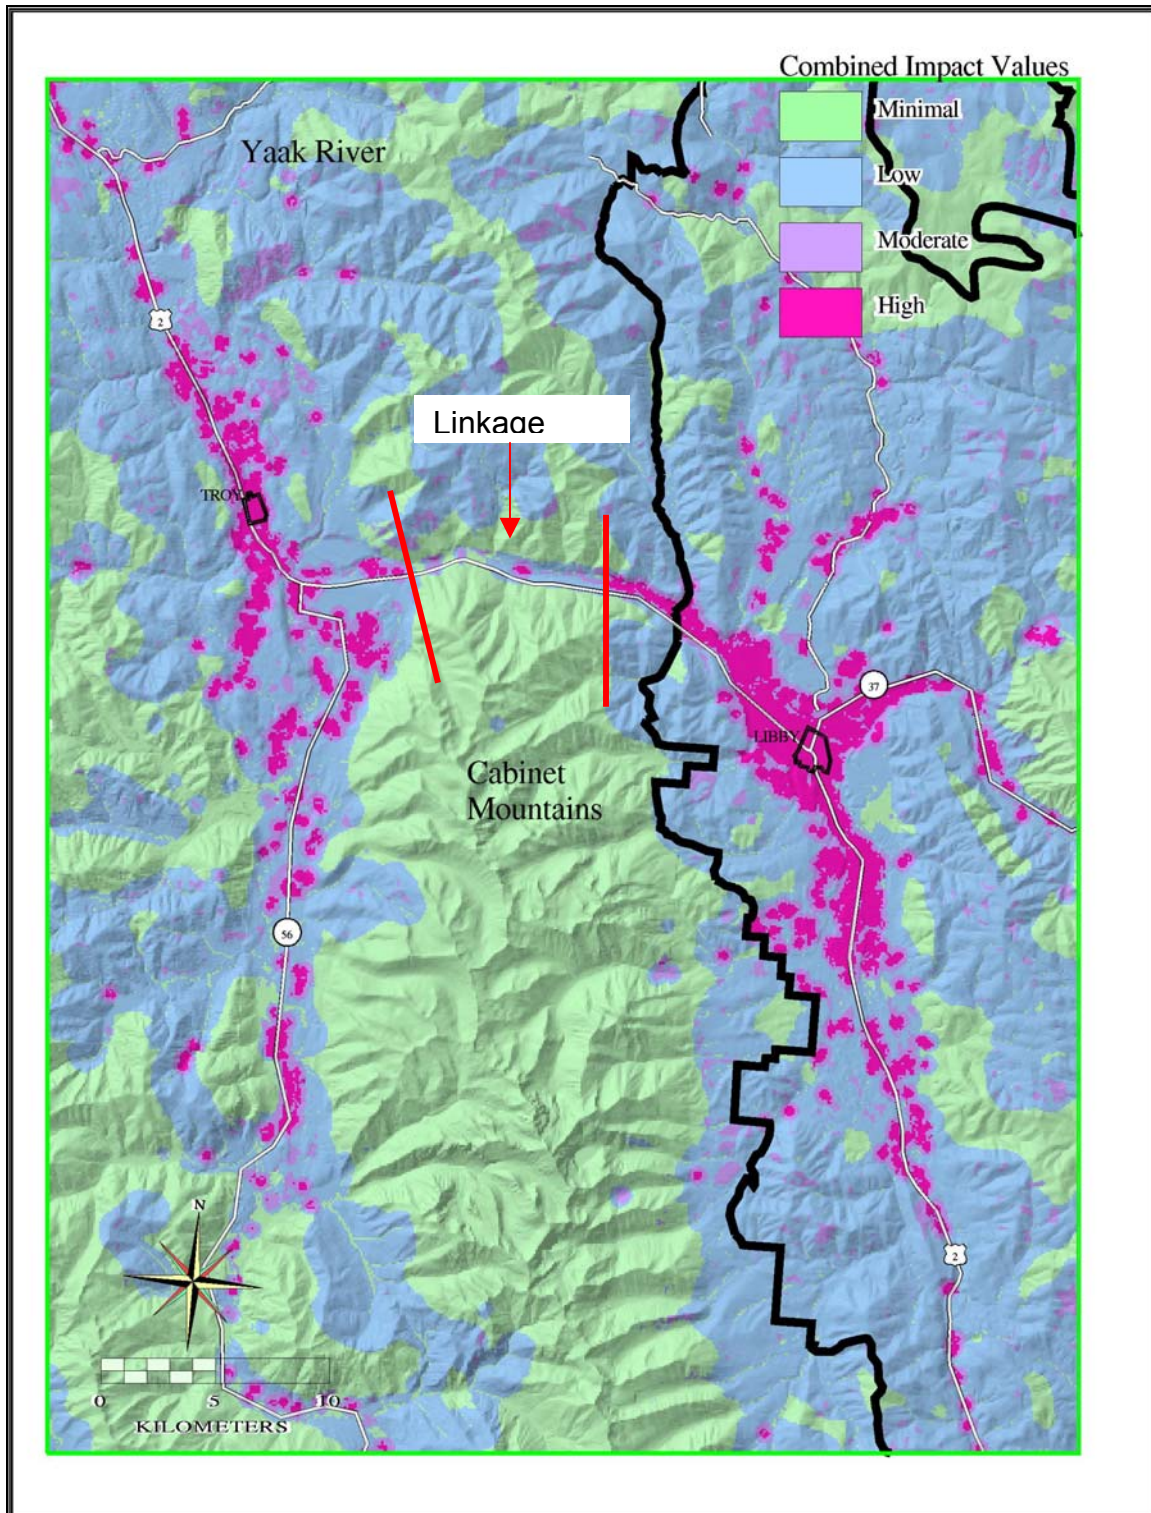 Combined Impact Values
Minimal
Low
Moderate
High
Yaak River
2
Linkage
TROY
37
LIBBY
Cabinet
Mountains
56
N
2
0 5 10
KILOMETERS